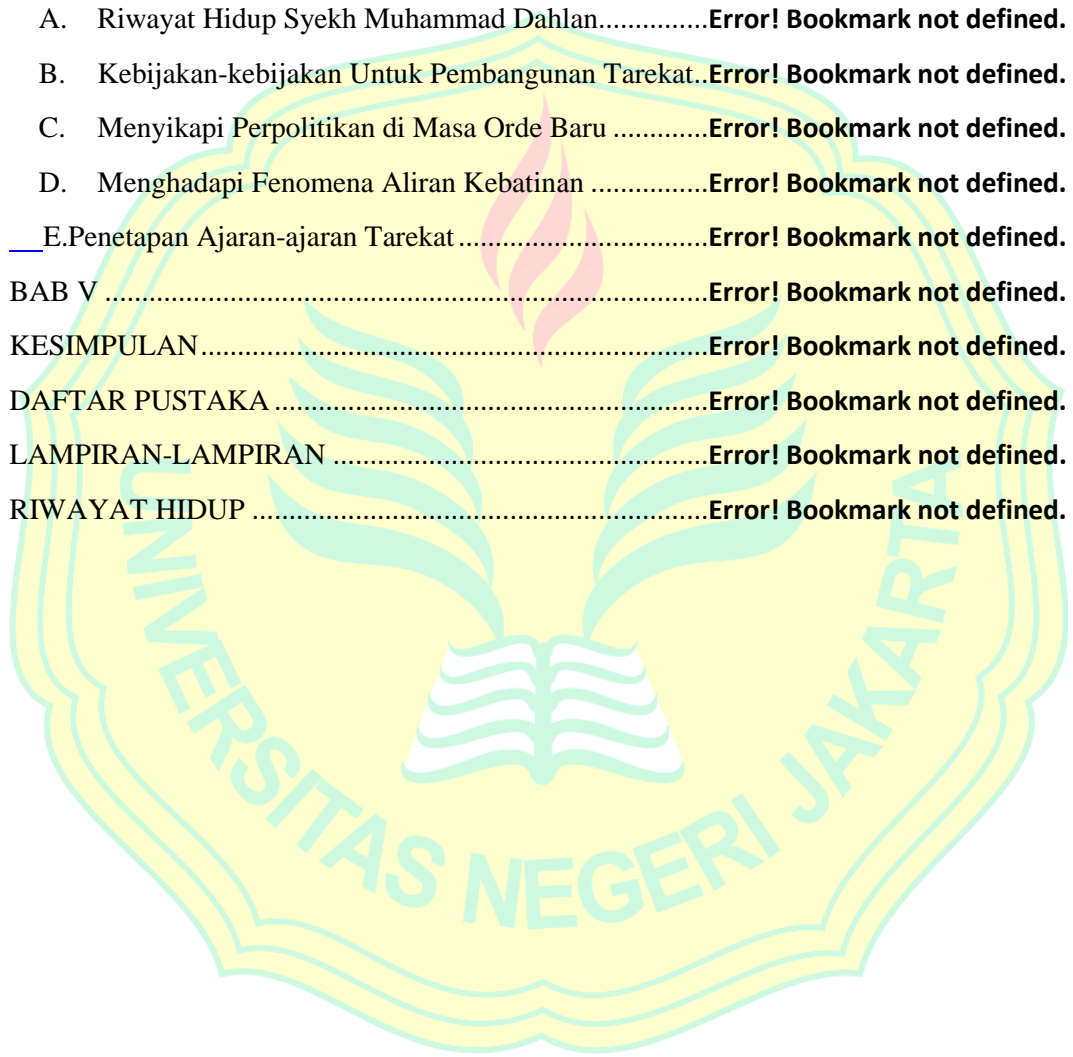 A. Riwayat Hidup Syekh Muhammad Dahlan...............Error! Bookmark not defined.
B. Kebijakan-kebijakan Untuk Pembangunan Tarekat..Error! Bookmark not defined.
C. Menyikapi Perpolitikan di Masa Orde Baru .............Error! Bookmark not defined.
D. Menghadapi Fenomena Aliran Kebatinan ................Error! Bookmark not defined.
E.Penetapan Ajaran-ajaran Tarekat ...............................Error! Bookmark not defined.
BAB V ..........................................................................Error! Bookmark not defined.
KESIMPULAN..............................................................Error! Bookmark not defined.
DAFTAR PUSTAKA .....................................................Error! Bookmark not defined.
LAMPIRAN-LAMPIRAN ..............................................Error! Bookmark not defined.
RIWAYAT HIDUP ........................................................Error! Bookmark not defined.
UNIVERSITAS NEGERI JAKARTA